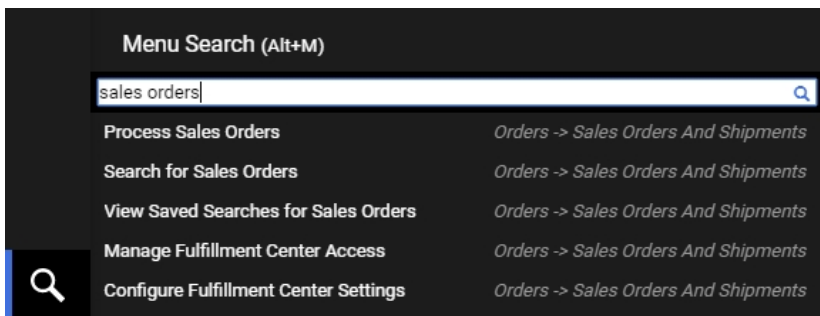 Menu Search (Alt+M)
sales orders
Process Sales Orders Orders -> Sales Orders And Shipments
Search for Sales Orders Orders -> Sales Orders And Shipments
View Saved Searches for Sales Orders Orders -> Sales Orders And Shipments
Manage Fulfillment Center Access Orders -> Sales Orders And Shipments
Configure Fulfillment Center Settings Orders -> Sales Orders And Shipments